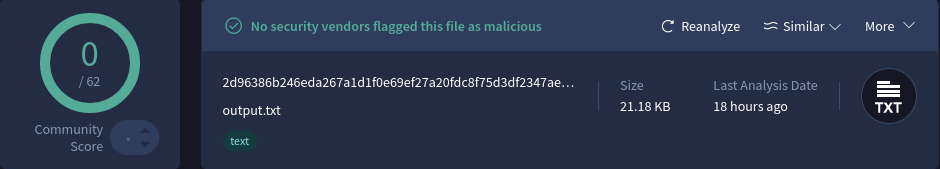 0
/ 62
Community
Score
No security vendors flagged this file as malicious
Reanalyze
Similar
More
2d96386b246eda267a1d1f0e69ef27a20fdc8f75d3df2347ae…
output.txt
text
Size
21.18 KB
Last Analysis Date
18 hours ago
TXT